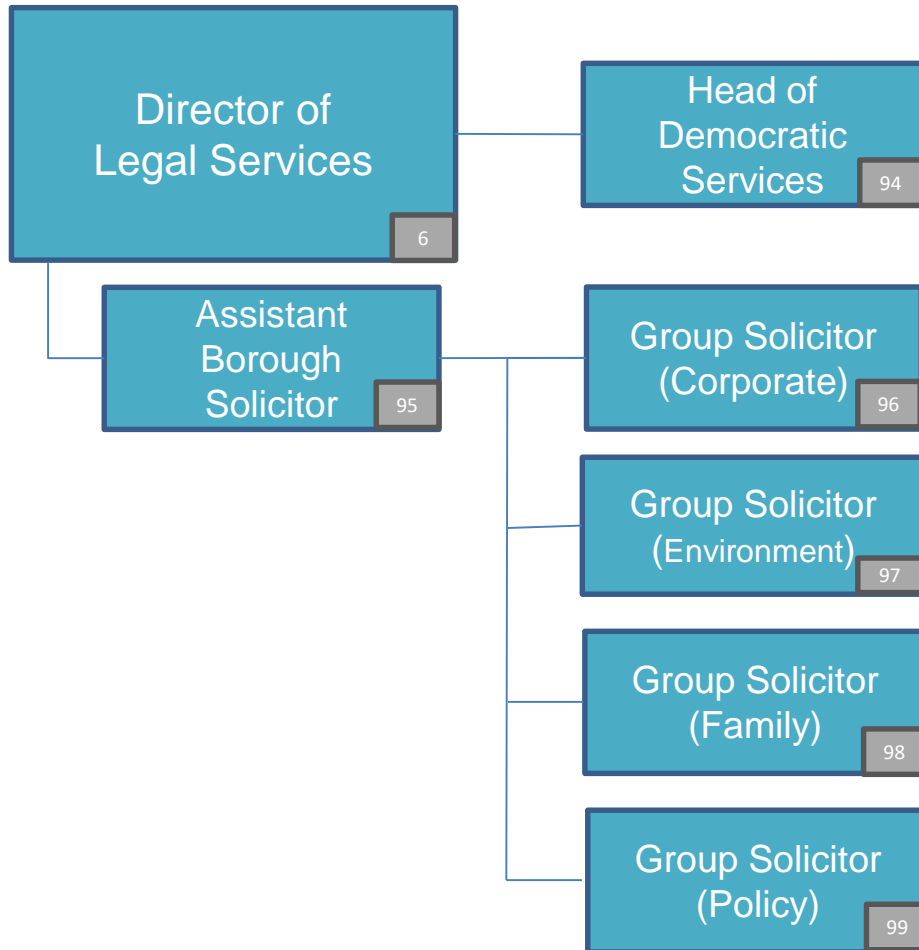 Director of
Legal Services
6
Head of
Democratic
Services
94
Assistant
Borough
Solicitor
95
Group Solicitor
(Corporate)
96
Group Solicitor
(Environment)
97
Group Solicitor
(Family)
98
Group Solicitor
(Policy)
99